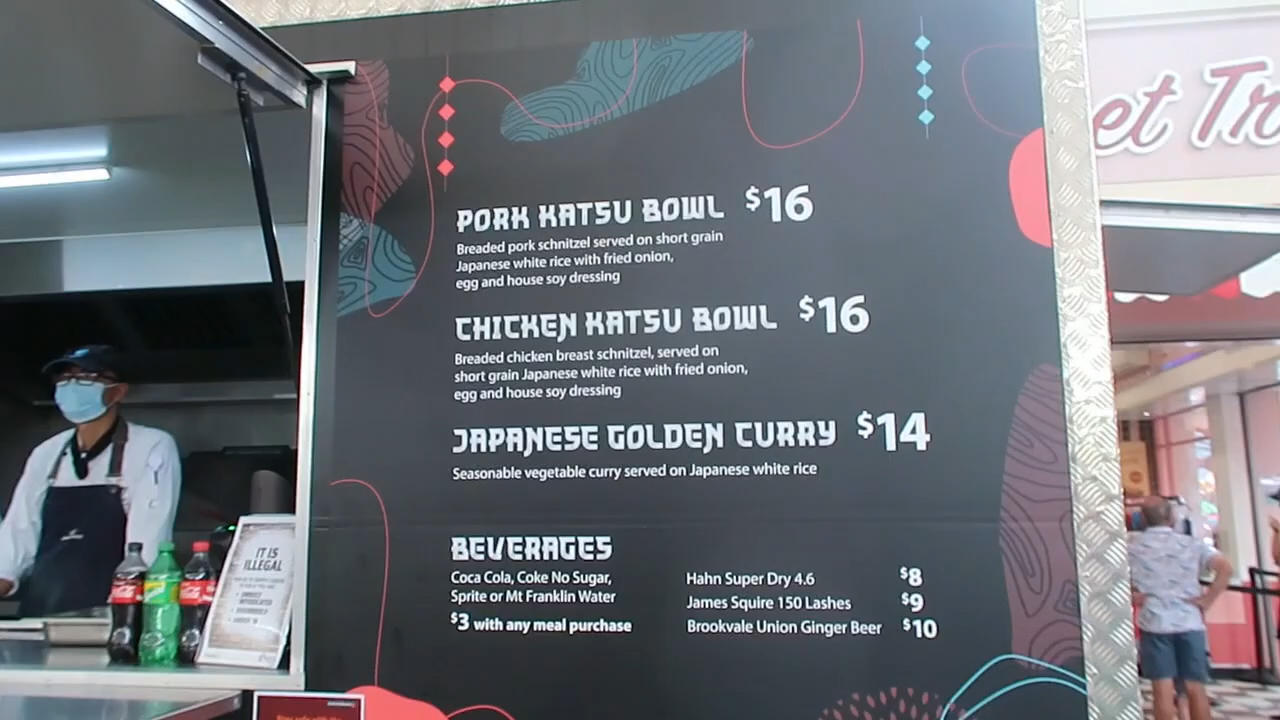 et Tr
PORK KATSU BOWL $16
Breaded pork schnitzel served on short grain
Japanese white rice with fried onion,
egg and house soy dressing
CHICKEN KATSU BOWL $16
Breaded chicken breast schnitzel, served on
short grain Japanese white rice with fried onion,
egg and house soy dressing
JAPANESE GOLDEN CURRY $14
Seasonable vegetable curry served on Japanese white rice
BEVERAGES
Coca Cola, Coke No Sugar,
Sprite or Mt Franklin Water
$3 with any meal purchase
Hahn Super Dry 4.6 $8
James Squire 150 Lashes $9
Brookvale Union Ginger Beer $10
IT IS
ILLEGAL